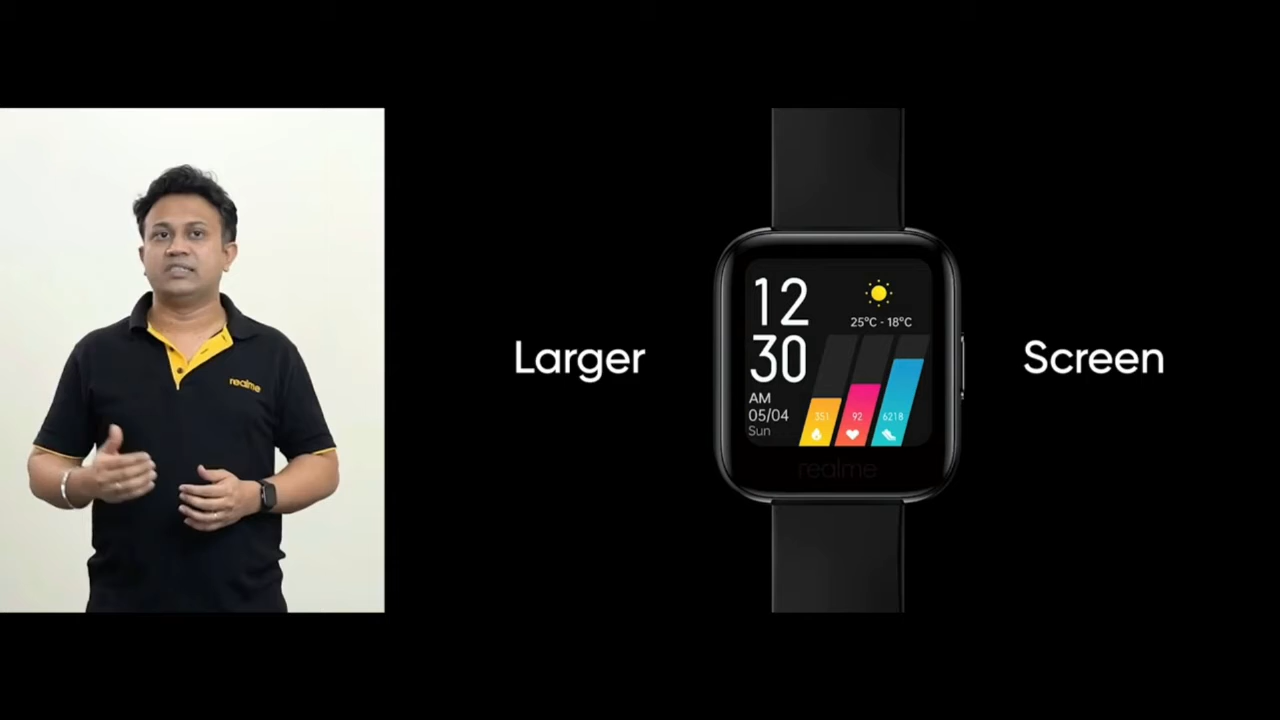 realme
Larger
12
30
AM
05/04
Sun
25°C - 18°C
351
92
6218
realme
Screen